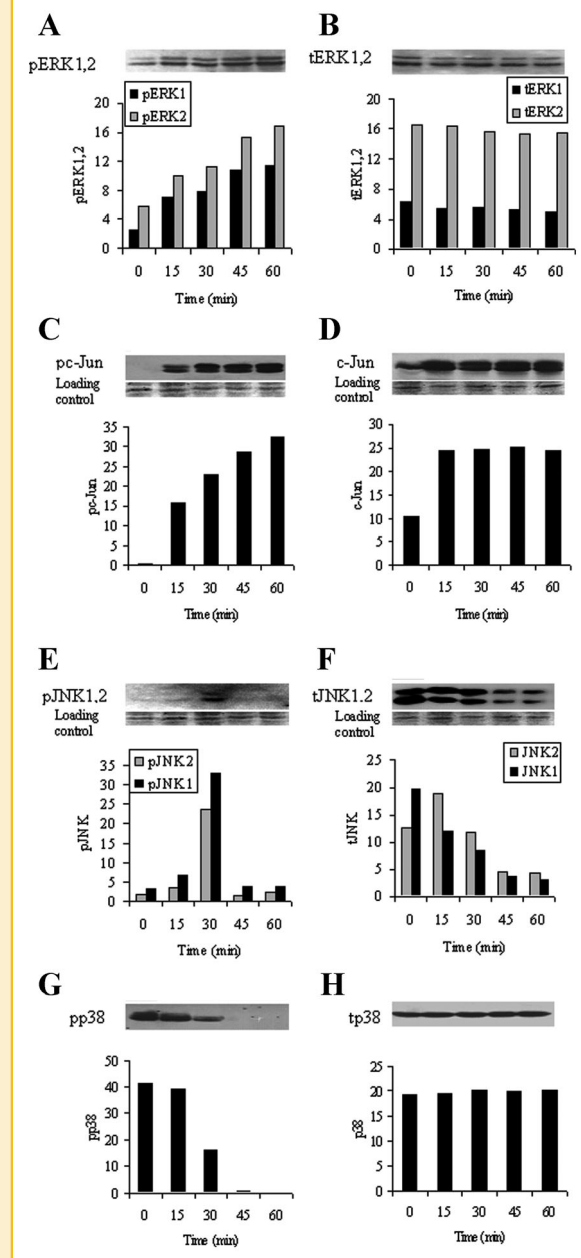 A
pERK1,2
pERK1
pERK2
20
16
12
8
4
0
pERK1,2
0 15 30 45 60
Time (min)
B
tERK1,2
tERK1
tERK2
20
16
12
8
4
0
tERK1,2
0 15 30 45 60
Time (min)
C
pc-Jun
Loading
control
35
30
25
20
15
10
5
0
pc-Jun
0 15 30 45 60
Time (min)
D
c-Jun
Loading
control
30
25
20
15
10
5
0
c-Jun
0 15 30 45 60
Time (min)
E
pJNK1,2
Loading
control
pJNK2
pJNK1
35
30
25
20
15
10
5
0
pJNK
0 15 30 45 60
Time (min)
F
tJNK1,2
Loading
control
JNK2
JNK1
25
20
15
10
5
0
tJNK
0 15 30 45 60
Time (min)
G
pp38
50
40
30
20
10
0
pp38
0 15 30 45 60
Time (min)
H
tp38
25
20
15
10
5
0
p38
0 15 30 45 60
Time (min)